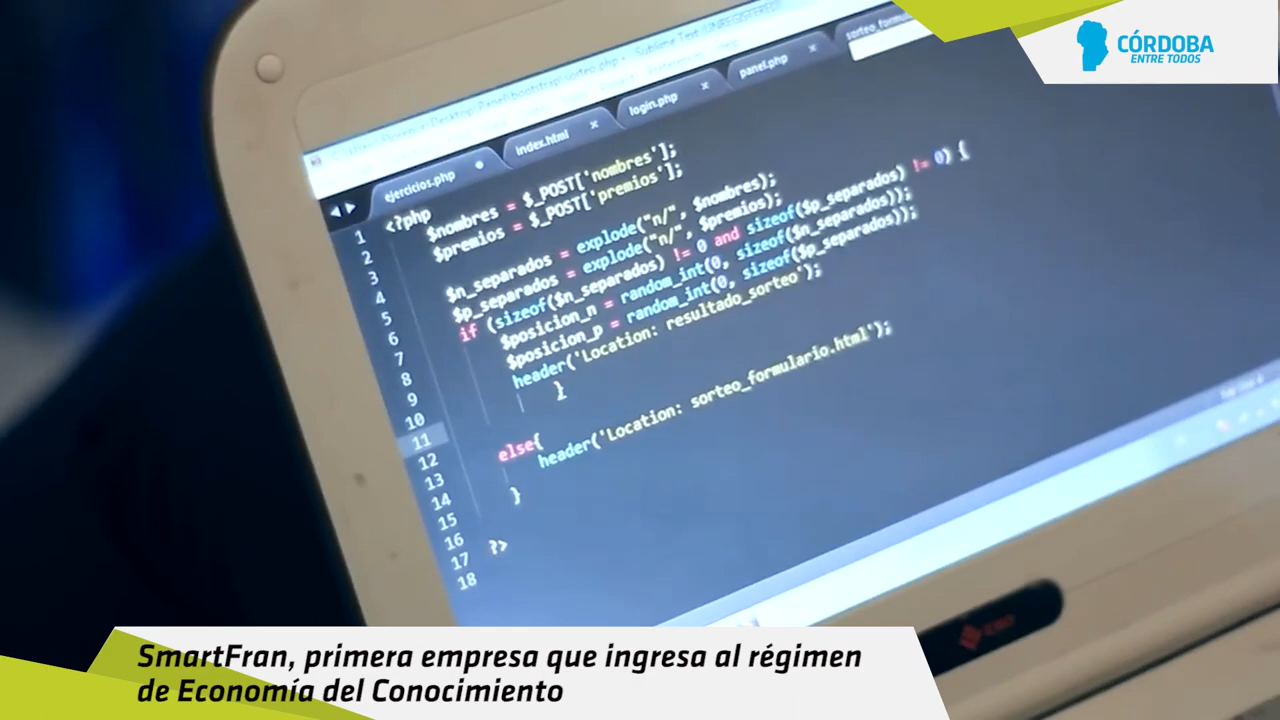 CÓRDOBA
ENTRE TODOS
Sublime Text (UNREGISTERED)
ejercicios.php
index.html
login.php
panel.php
1 <?php
2 $nombres = $_POST['nombres'];
3 $premios = $_POST['premios'];
4
5 $n_separados = explode("n/", $nombres);
6 $p_separados = explode("n/", $premios);
7 if (sizeof($n_separados) != 0 and sizeof($p_separados) != 0) {
8 $posicion_n = random_int(0, sizeof($n_separados));
9 $posicion_p = random_int(0, sizeof($p_separados));
10 header('Location: resultado_sorteo');
11 }
12
13 else{
14 header('Location: sorteo_formulario.html');
15
16 }
17
18 ?>
SmartFran, primera empresa que ingresa al régimen
de Economía del Conocimiento